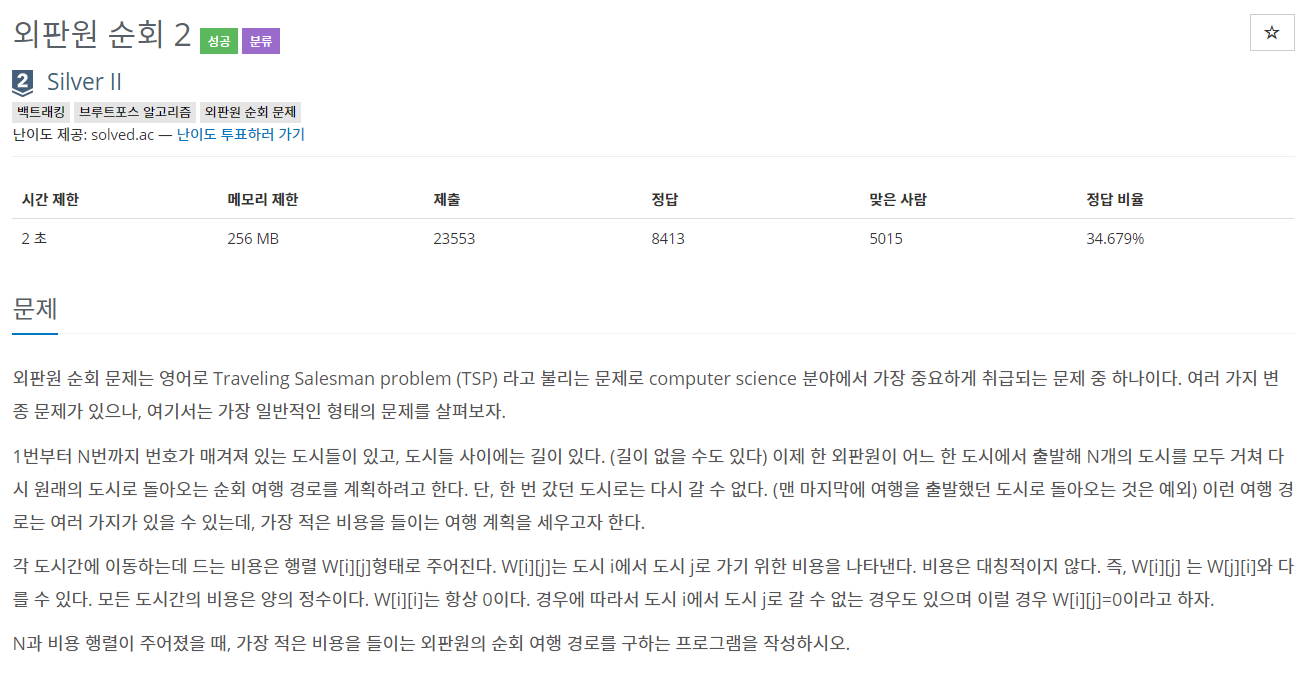 외판원 순회 2 성공 분류
☆
2 Silver II
백트래킹 브루트포스 알고리즘 외판원 순회 문제
난이도 제공: solved.ac — 난이도 투표하러 가기
시간 제한 메모리 제한 제출 정답 맞은 사람 정답 비율
2 초 256 MB 23553 8413 5015 34.679%
문제
외판원 순회 문제는 영어로 Traveling Salesman problem (TSP) 라고 불리는 문제로 computer science 분야에서 가장 중요하게 취급되는 문제 중 하나이다. 여러 가지 변
종 문제가 있으나, 여기서는 가장 일반적인 형태의 문제를 살펴보자.
1번부터 N번까지 번호가 매겨져 있는 도시들이 있고, 도시들 사이에는 길이 있다. (길이 없을 수도 있다) 이제 한 외판원이 어느 한 도시에서 출발해 N개의 도시를 모두 거쳐 다
시 원래의 도시로 돌아오는 순회 여행 경로를 계획하려고 한다. 단, 한 번 갔던 도시로는 다시 갈 수 없다. (맨 마지막에 여행을 출발했던 도시로 돌아오는 것은 예외) 이런 여행 경
로는 여러 가지가 있을 수 있는데, 가장 적은 비용을 들이는 여행 계획을 세우고자 한다.
각 도시간에 이동하는데 드는 비용은 행렬 W[i][j]형태로 주어진다. W[i][j]는 도시 i에서 도시 j로 가기 위한 비용을 나타낸다. 비용은 대칭적이지 않다. 즉, W[i][j] 는 W[j][i]와 다
를 수 있다. 모든 도시간의 비용은 양의 정수이다. W[i][i]는 항상 0이다. 경우에 따라서 도시 i에서 도시 j로 갈 수 없는 경우도 있으며 이럴 경우 W[i][j]=0이라고 하자.
N과 비용 행렬이 주어졌을 때, 가장 적은 비용을 들이는 외판원의 순회 여행 경로를 구하는 프로그램을 작성하시오.